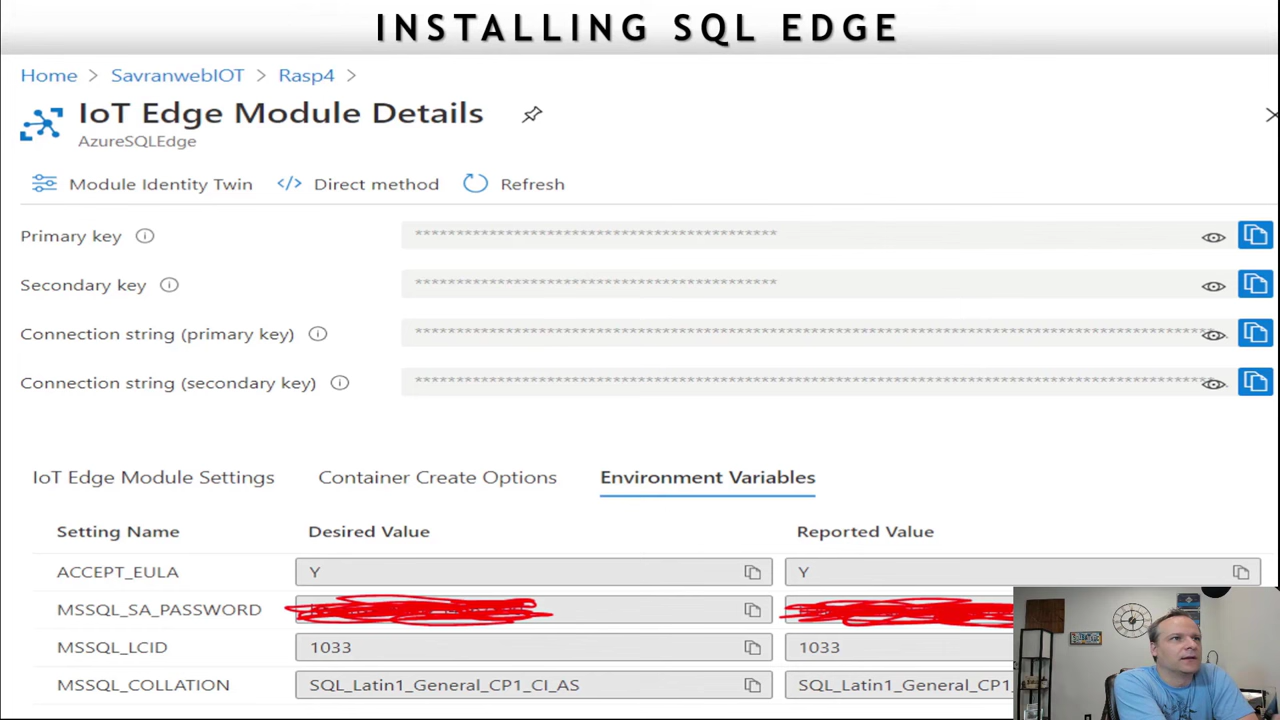 INSTALLING SQL EDGE
Home > SavranwebIOT > Rasp4 >
IoT Edge Module Details
AzureSQLEdge
Module Identity Twin </> Direct method Refresh
Primary key ********************************************
Secondary key ********************************************
Connection string (primary key)
Connection string (secondary key)
IoT Edge Module Settings Container Create Options Environment Variables
Setting Name Desired Value Reported Value
ACCEPT_EULA Y Y
MSSQL_SA_PASSWORD
MSSQL_LCID 1033 1033
MSSQL_COLLATION SQL_Latin1_General_CP1_CI_AS SQL_Latin1_General_CP1_